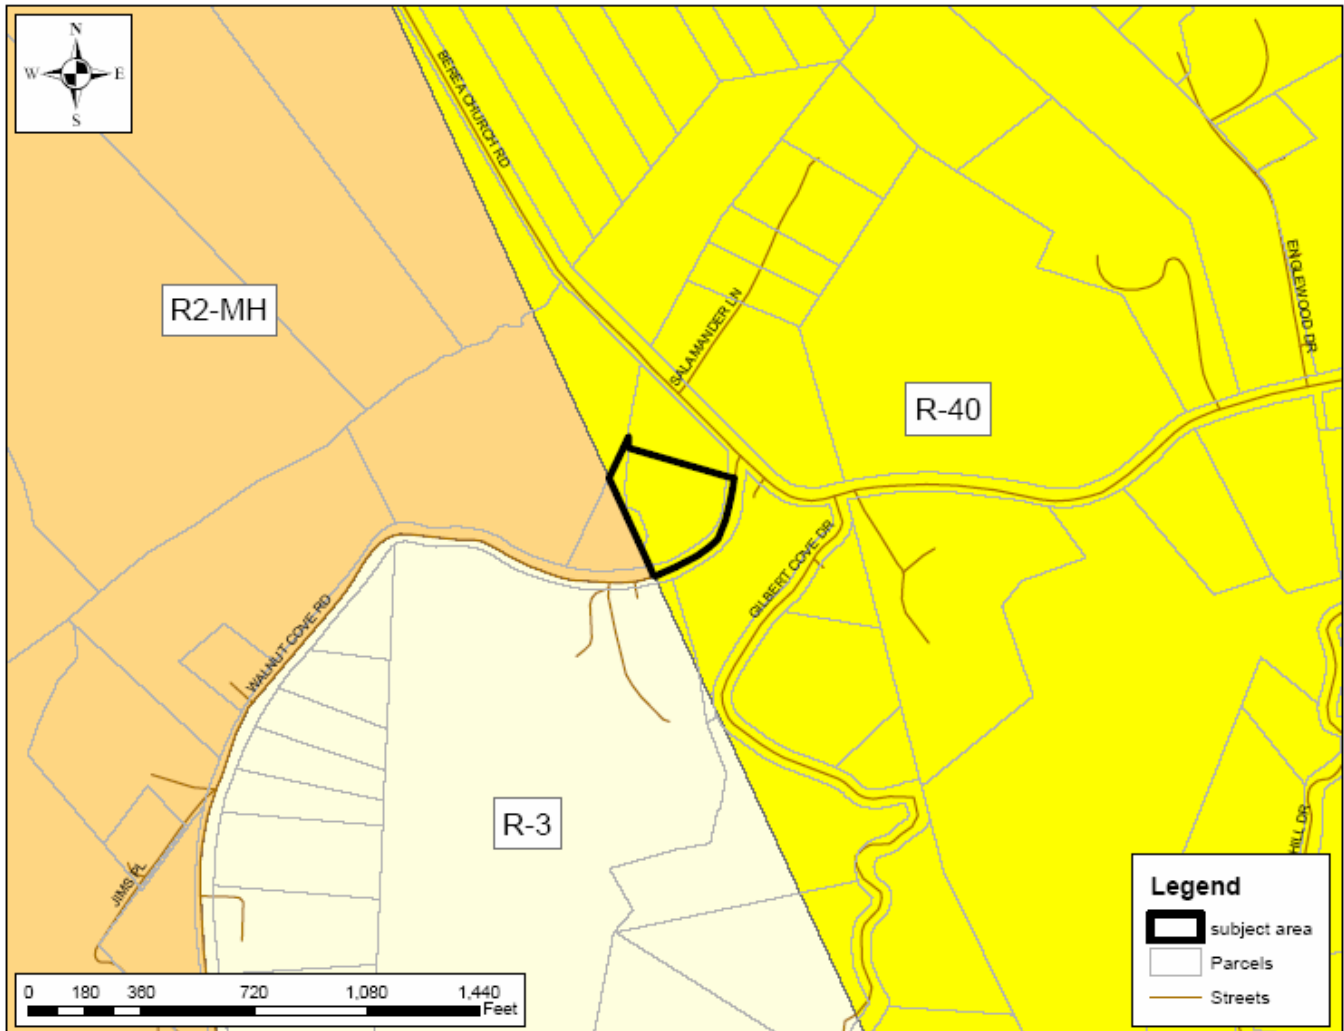 N
W E
S
BEREA CHURCH RD
ENGLEWOOD DR
R2-MH
SALAMANDER LN
R-40
GILBERT COVE DR
WALNUT COVE RD
R-3
HILL DR
JIMS PL
Legend
subject area
Parcels
Streets
0 180 360 720 1,080 1,440
Feet